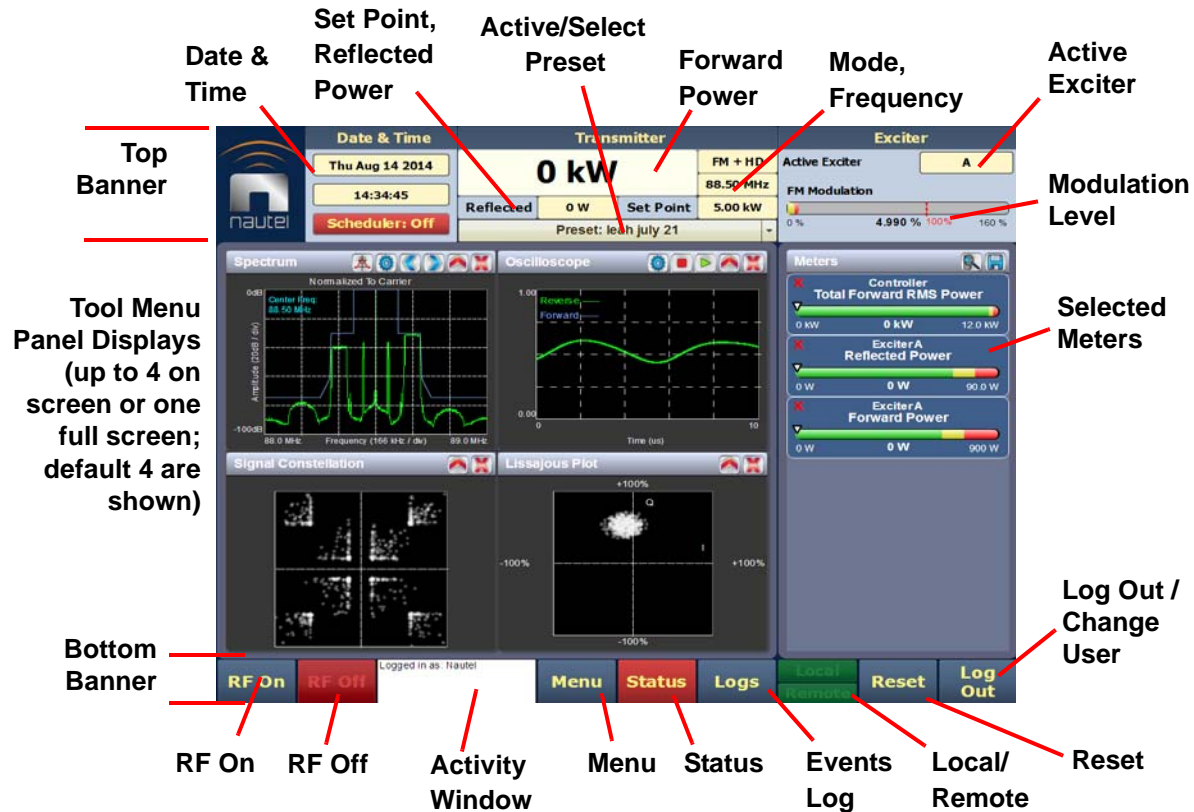 Set Point,
Reflected
Power
Active/Select
Preset
Date &
Time
Forward
Power
Mode,
Frequency
Active
Exciter
Top
Banner
nautel
Date & Time
Thu Aug 14 2014
14:34:45
Scheduler: Off
Transmitter
0 kW
FM + HD
88.50 MHz
Reflected
0 W
Set Point
5.00 kW
Preset: leah july 21
Exciter
Active Exciter
A
FM Modulation
0 %
4.990 %
100%
160 %
Modulation
Level
Tool Menu
Panel Displays
(up to 4 on
screen or one
full screen;
default 4 are
shown)
Spectrum
Normalized To Carrier
0dB
Center Freq:
88.50 MHz
Amplitude (20dB / div)
-100dB
88.0 MHz
Frequency (166 kHz / div)
89.0 MHz
Oscilloscope
1.00
Reverse
Forward
0.00
0
10
Time (us)
Meters
Controller
Total Forward RMS Power
0 kW
0 kW
12.0 kW
Exciter A
Reflected Power
0 W
0 W
90.0 W
Exciter A
Forward Power
0 W
0 W
900 W
Selected
Meters
Signal Constellation
Lissajous Plot
+100%
Q
I
-100%
+100%
-100%
Bottom
Banner
RF On
RF Off
Logged in as: Nautel
Menu
Status
Logs
Local
Remote
Reset
Log
Out
Log Out /
Change
User
RF On
RF Off
Activity
Window
Menu
Status
Events
Log
Local/
Remote
Reset